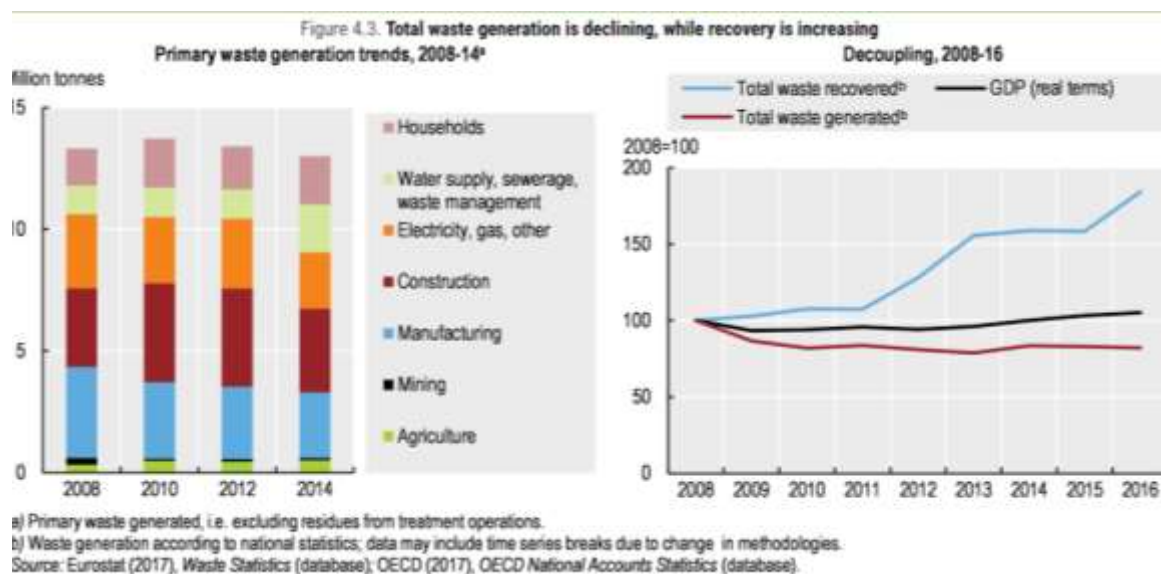 Figure 4.3. Total waste generation is declining, while recovery is increasing
Primary waste generation trends, 2008-14ᵃ
Million tonnes
15
10
5
0
2008 2010 2012 2014
Households
Water supply, sewerage,
waste management
Electricity, gas, other
Construction
Manufacturing
Mining
Agriculture
Decoupling, 2008-16
Total waste recoveredᵇ
GDP (real terms)
Total waste generatedᵇ
2008=100
200
150
100
50
0
2008 2009 2010 2011 2012 2013 2014 2015 2016
a) Primary waste generated, i.e. excluding residues from treatment operations.
b) Waste generation according to national statistics; data may include time series breaks due to change in methodologies.
Source: Eurostat (2017), Waste Statistics (database); OECD (2017), OECD National Accounts Statistics (database).